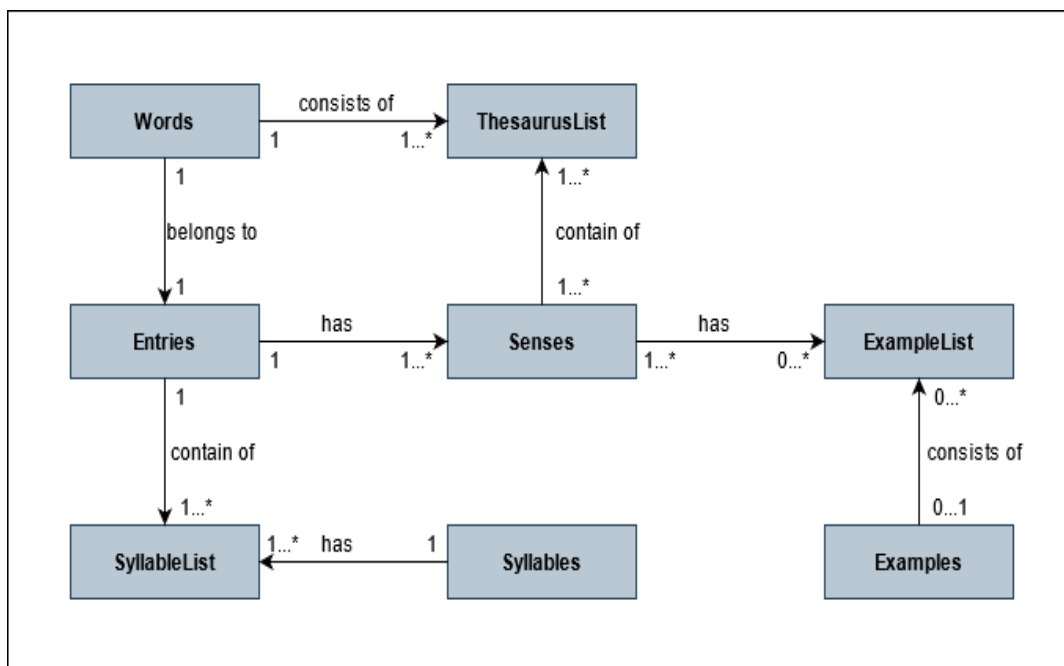 consists of
Words
ThesaurusList
1
1...*
1
1...*
belongs to
contain of
1
1...*
has
has
Entries
Senses
ExampleList
1
1...*
1...*
0...*
1
0...*
contain of
consists of
1...*
0...1
1...*
has
1
SyllableList
Syllables
Examples